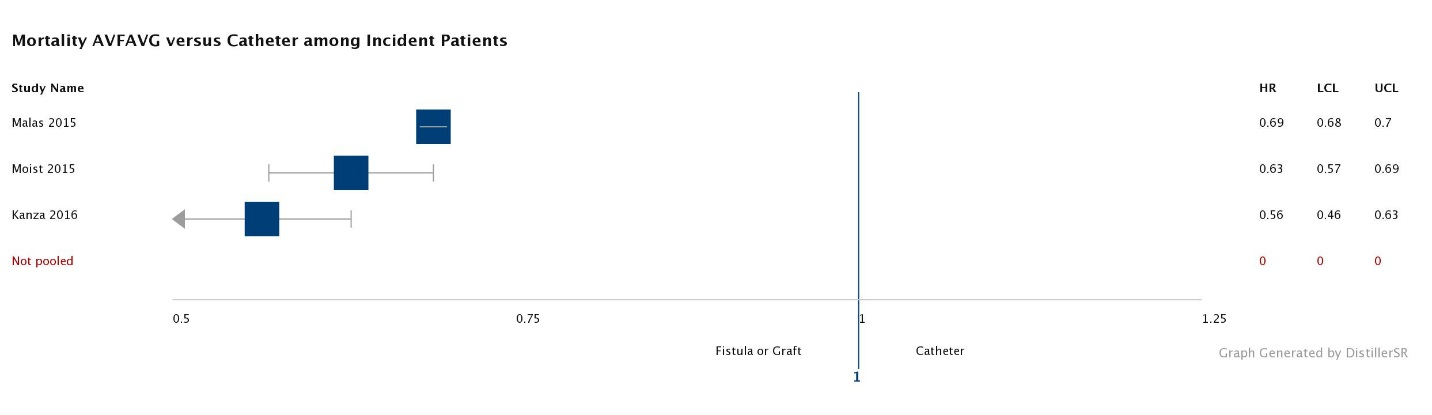 Mortality AVFAVG versus Catheter among Incident Patients
Study Name HR LCL UCL
Malas 2015 0.69 0.68 0.7
Moist 2015 0.63 0.57 0.69
Kanza 2016 0.56 0.46 0.63
Not pooled 0 0 0
0.5 0.75 1 1.25
Fistula or Graft Catheter Graph Generated by DistillerSR
1